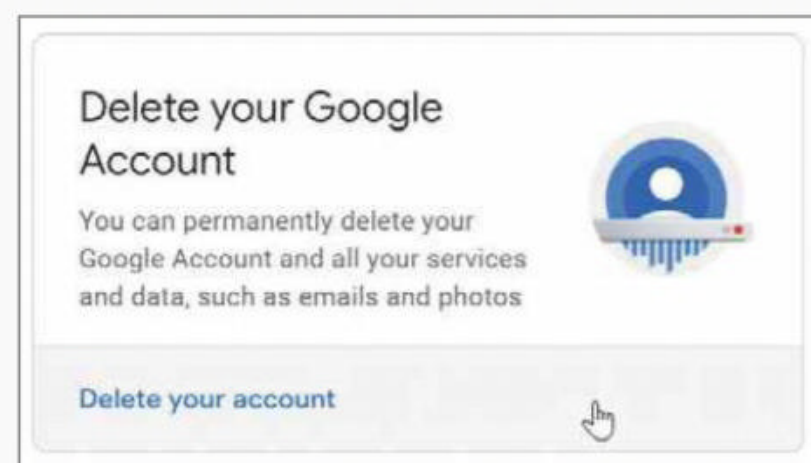 Delete your Google
Account
You can permanently delete your
Google Account and all your services
and data, such as emails and photos
Delete your account